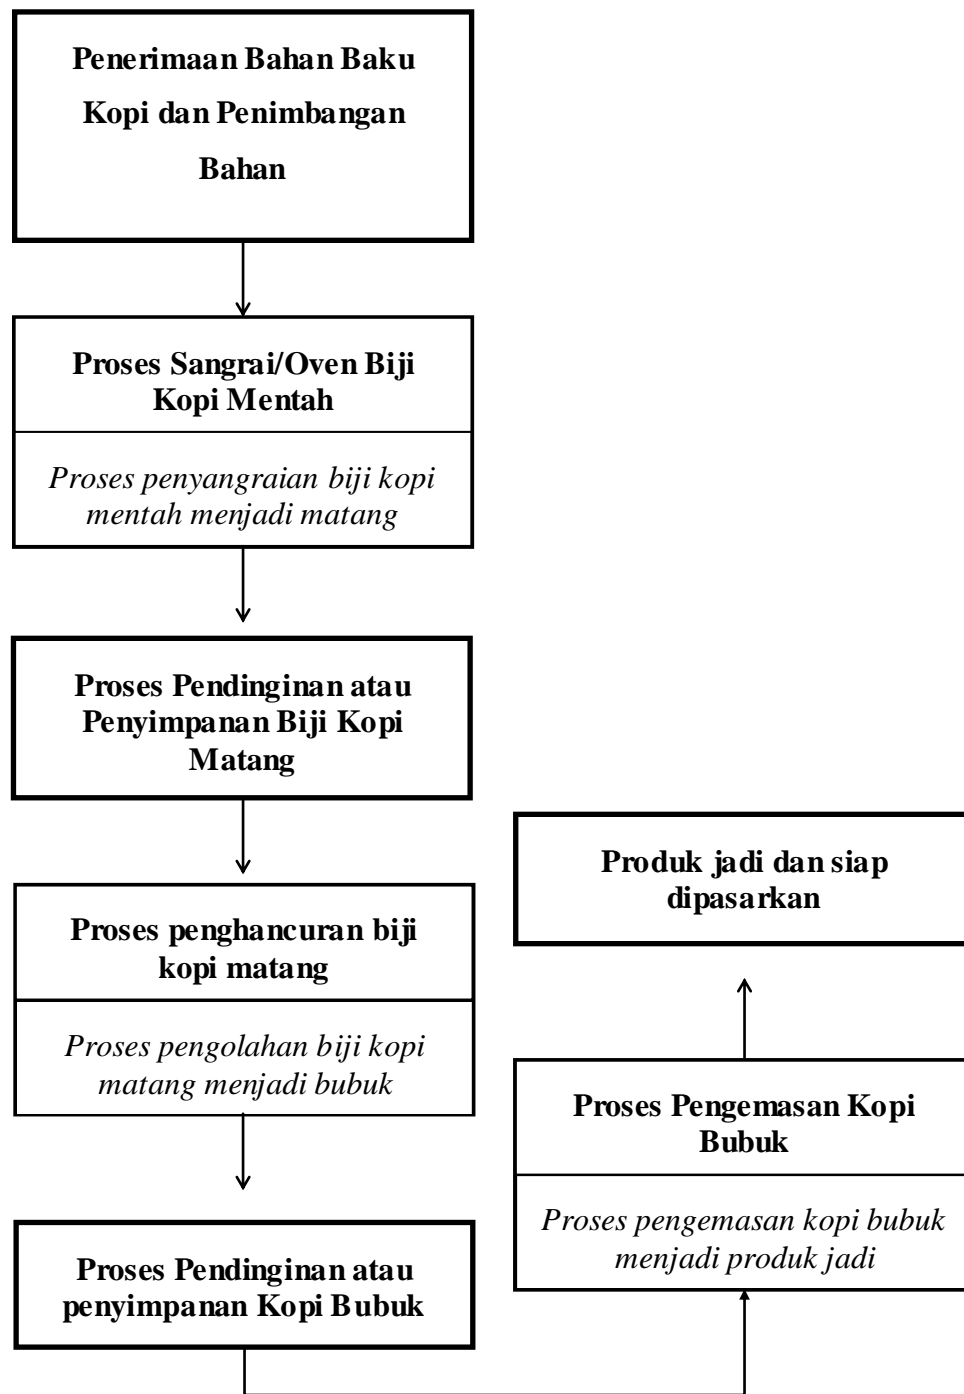 Penerimaan Bahan Baku
Kopi dan Penimbangan
Bahan
Proses Sangrai/Oven Biji
Kopi Mentah
Proses penyangraian biji kopi
mentah menjadi matang
Proses Pendinginan atau
Penyimpanan Biji Kopi
Matang
Proses penghancuran biji
kopi matang
Proses pengolahan biji kopi
matang menjadi bubuk
Proses Pendinginan atau
penyimpanan Kopi Bubuk
Proses Pengemasan Kopi
Bubuk
Proses pengemasan kopi bubuk
menjadi produk jadi
Produk jadi dan siap
dipasarkan